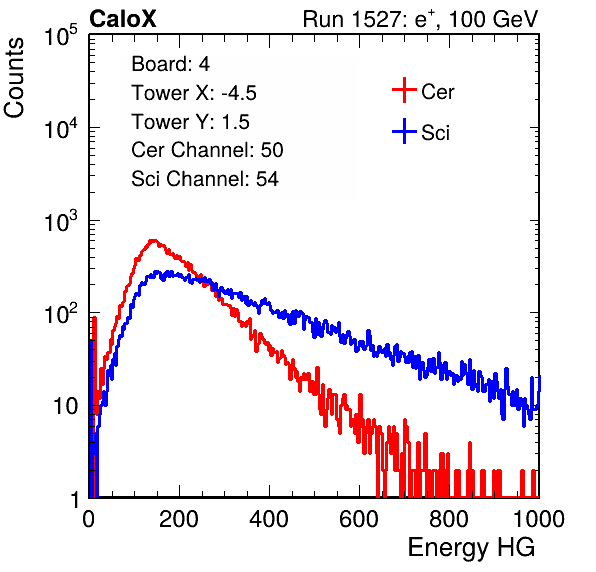 CaloX Run 1527: e⁺, 100 GeV
Counts
Board: 4
Tower X: -4.5
Tower Y: 1.5
Cer Channel: 50
Sci Channel: 54
Cer
Sci
10⁵
10⁴
10³
10²
10
1
0 200 400 600 800 1000
Energy HG